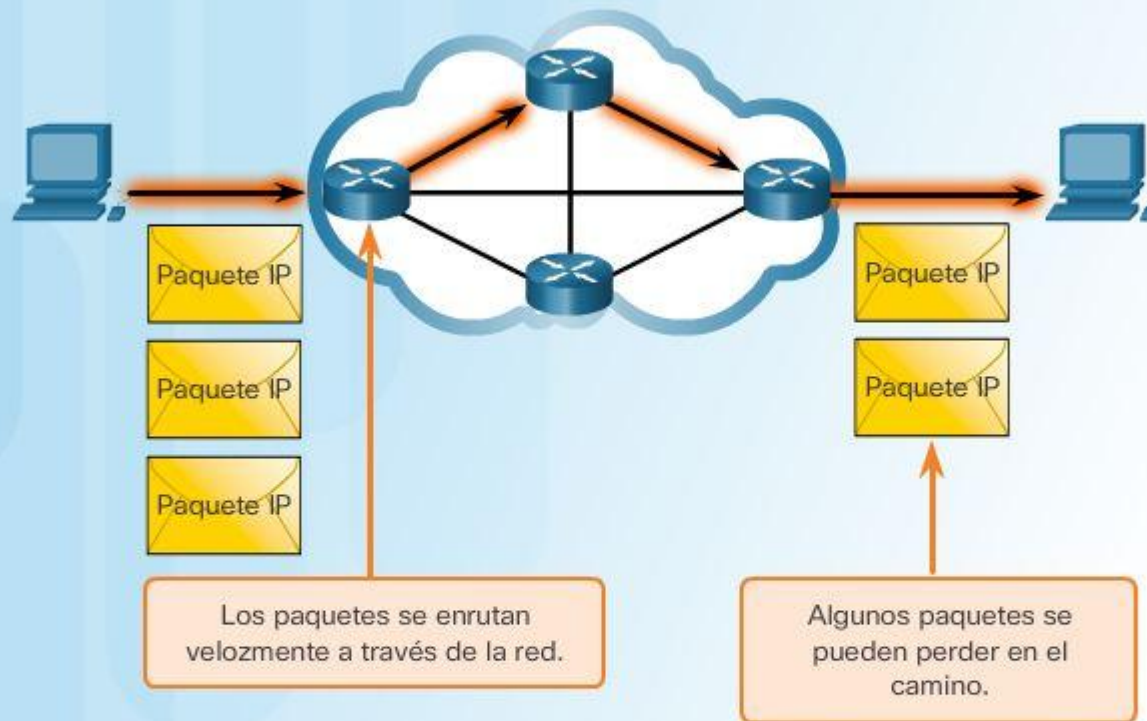 Paquete IP
Paquete IP
Paquete IP
Paquete IP
Paquete IP
Los paquetes se enrutan
velozmente a través de la red.
Algunos paquetes se
pueden perder en el
camino.